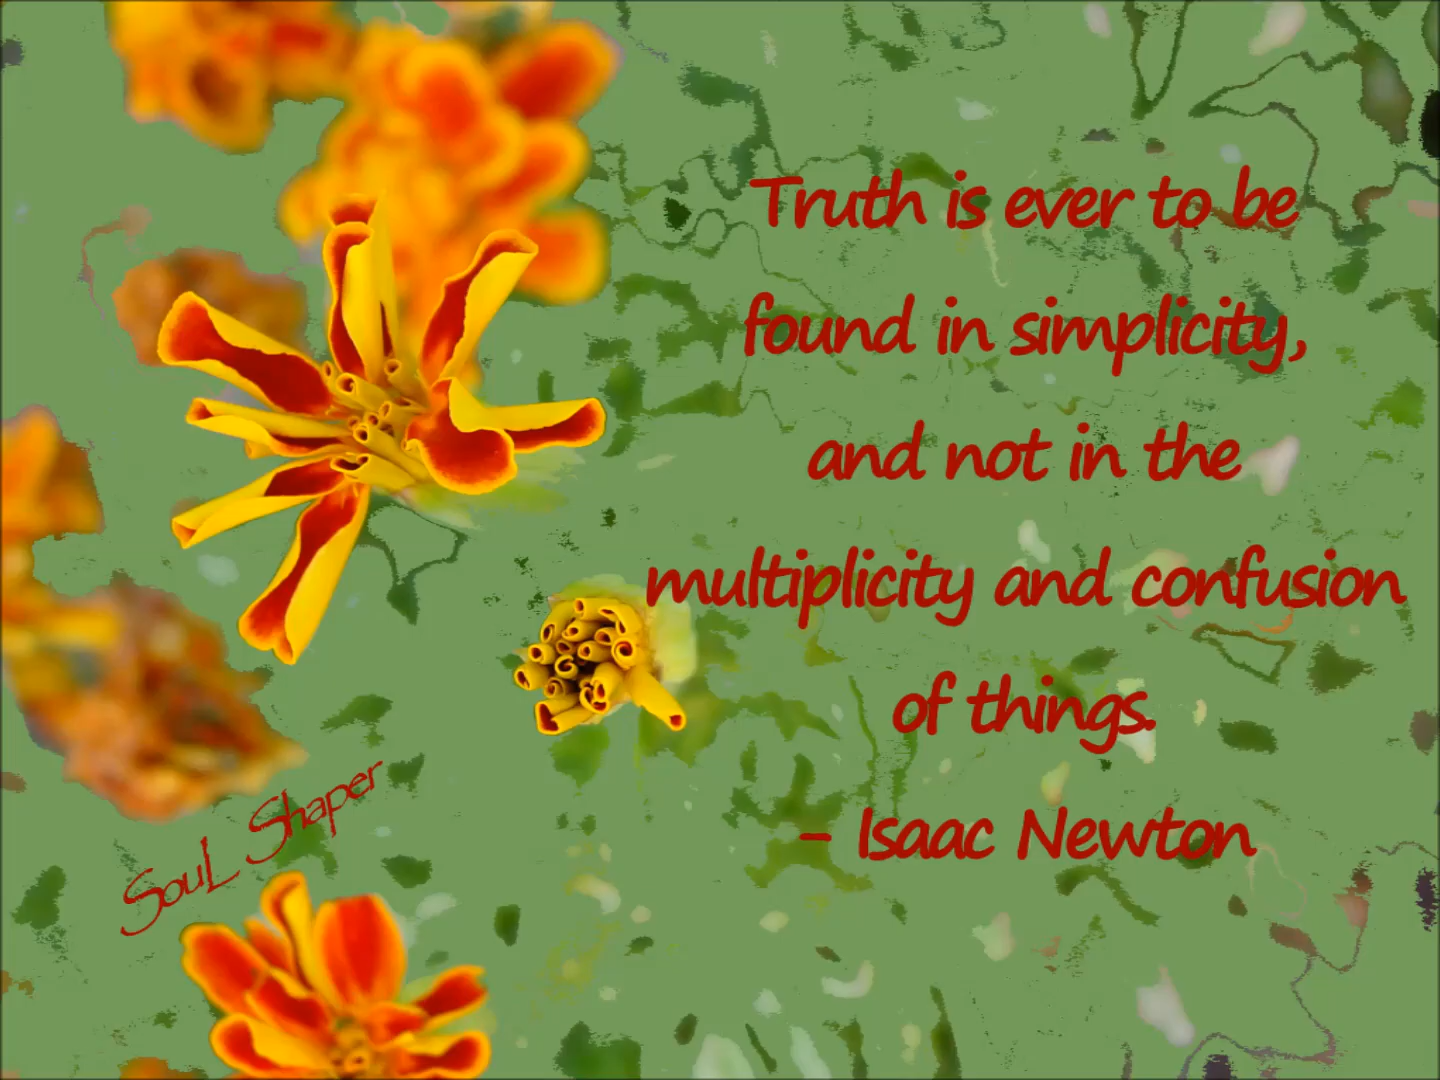 Truth is ever to be
found in simplicity,
and not in the
multiplicity and confusion
of things.
– Isaac Newton
SouL Shaper